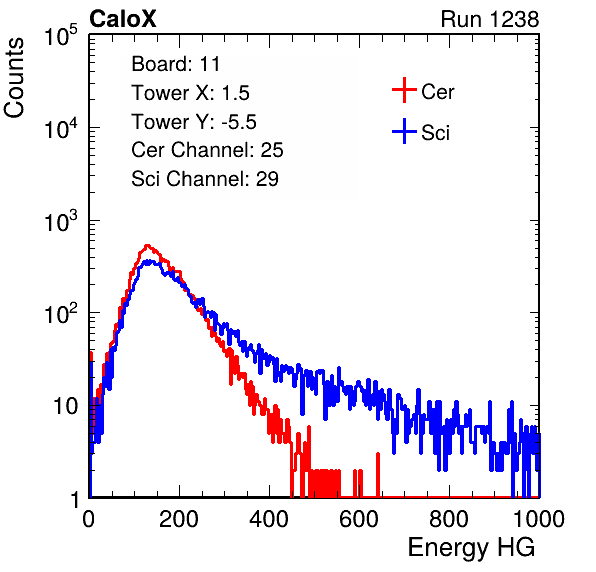 CaloX Run 1238
Counts
Board: 11
Tower X: 1.5
Tower Y: -5.5
Cer Channel: 25
Sci Channel: 29
Cer
Sci
10^5
10^4
10^3
10^2
10
1
0 200 400 600 800 1000
Energy HG